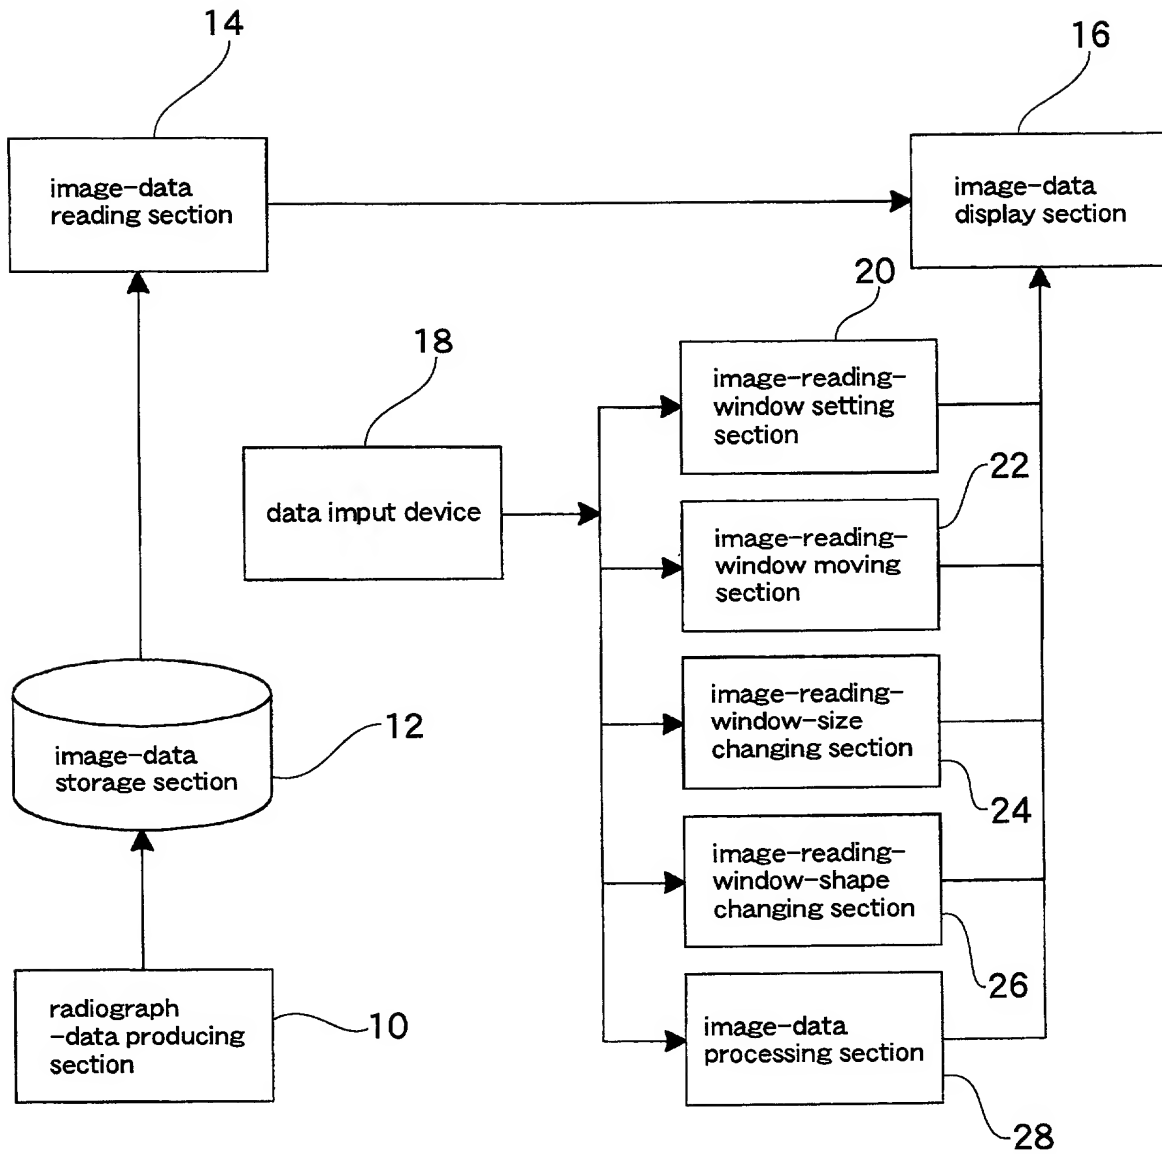 14
16
image-data
reading section
image-data
display section
20
18
image-reading-
window setting
section
22
data imput device
image-reading-
window moving
section
image-reading-
window-size
changing section
12
image-data
storage section
24
image-reading-
window-shape
changing section
26
radiograph
-data producing
section
10
image-data
processing section
28